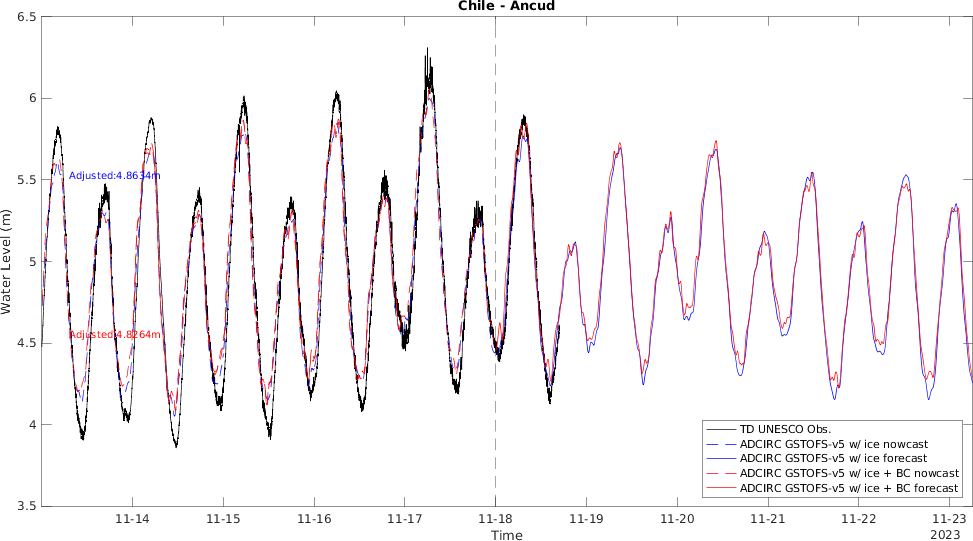 Chile - Ancud
Water Level (m)
6.5
6
5.5
5
4.5
4
3.5
Adjusted:4.8634m
Adjusted:4.8264m
TD UNESCO Obs.
ADCIRC GSTOFS-v5 w/ ice nowcast
ADCIRC GSTOFS-v5 w/ ice forecast
ADCIRC GSTOFS-v5 w/ ice + BC nowcast
ADCIRC GSTOFS-v5 w/ ice + BC forecast
11-14 11-15 11-16 11-17 11-18 11-19 11-20 11-21 11-22 11-23
Time
2023